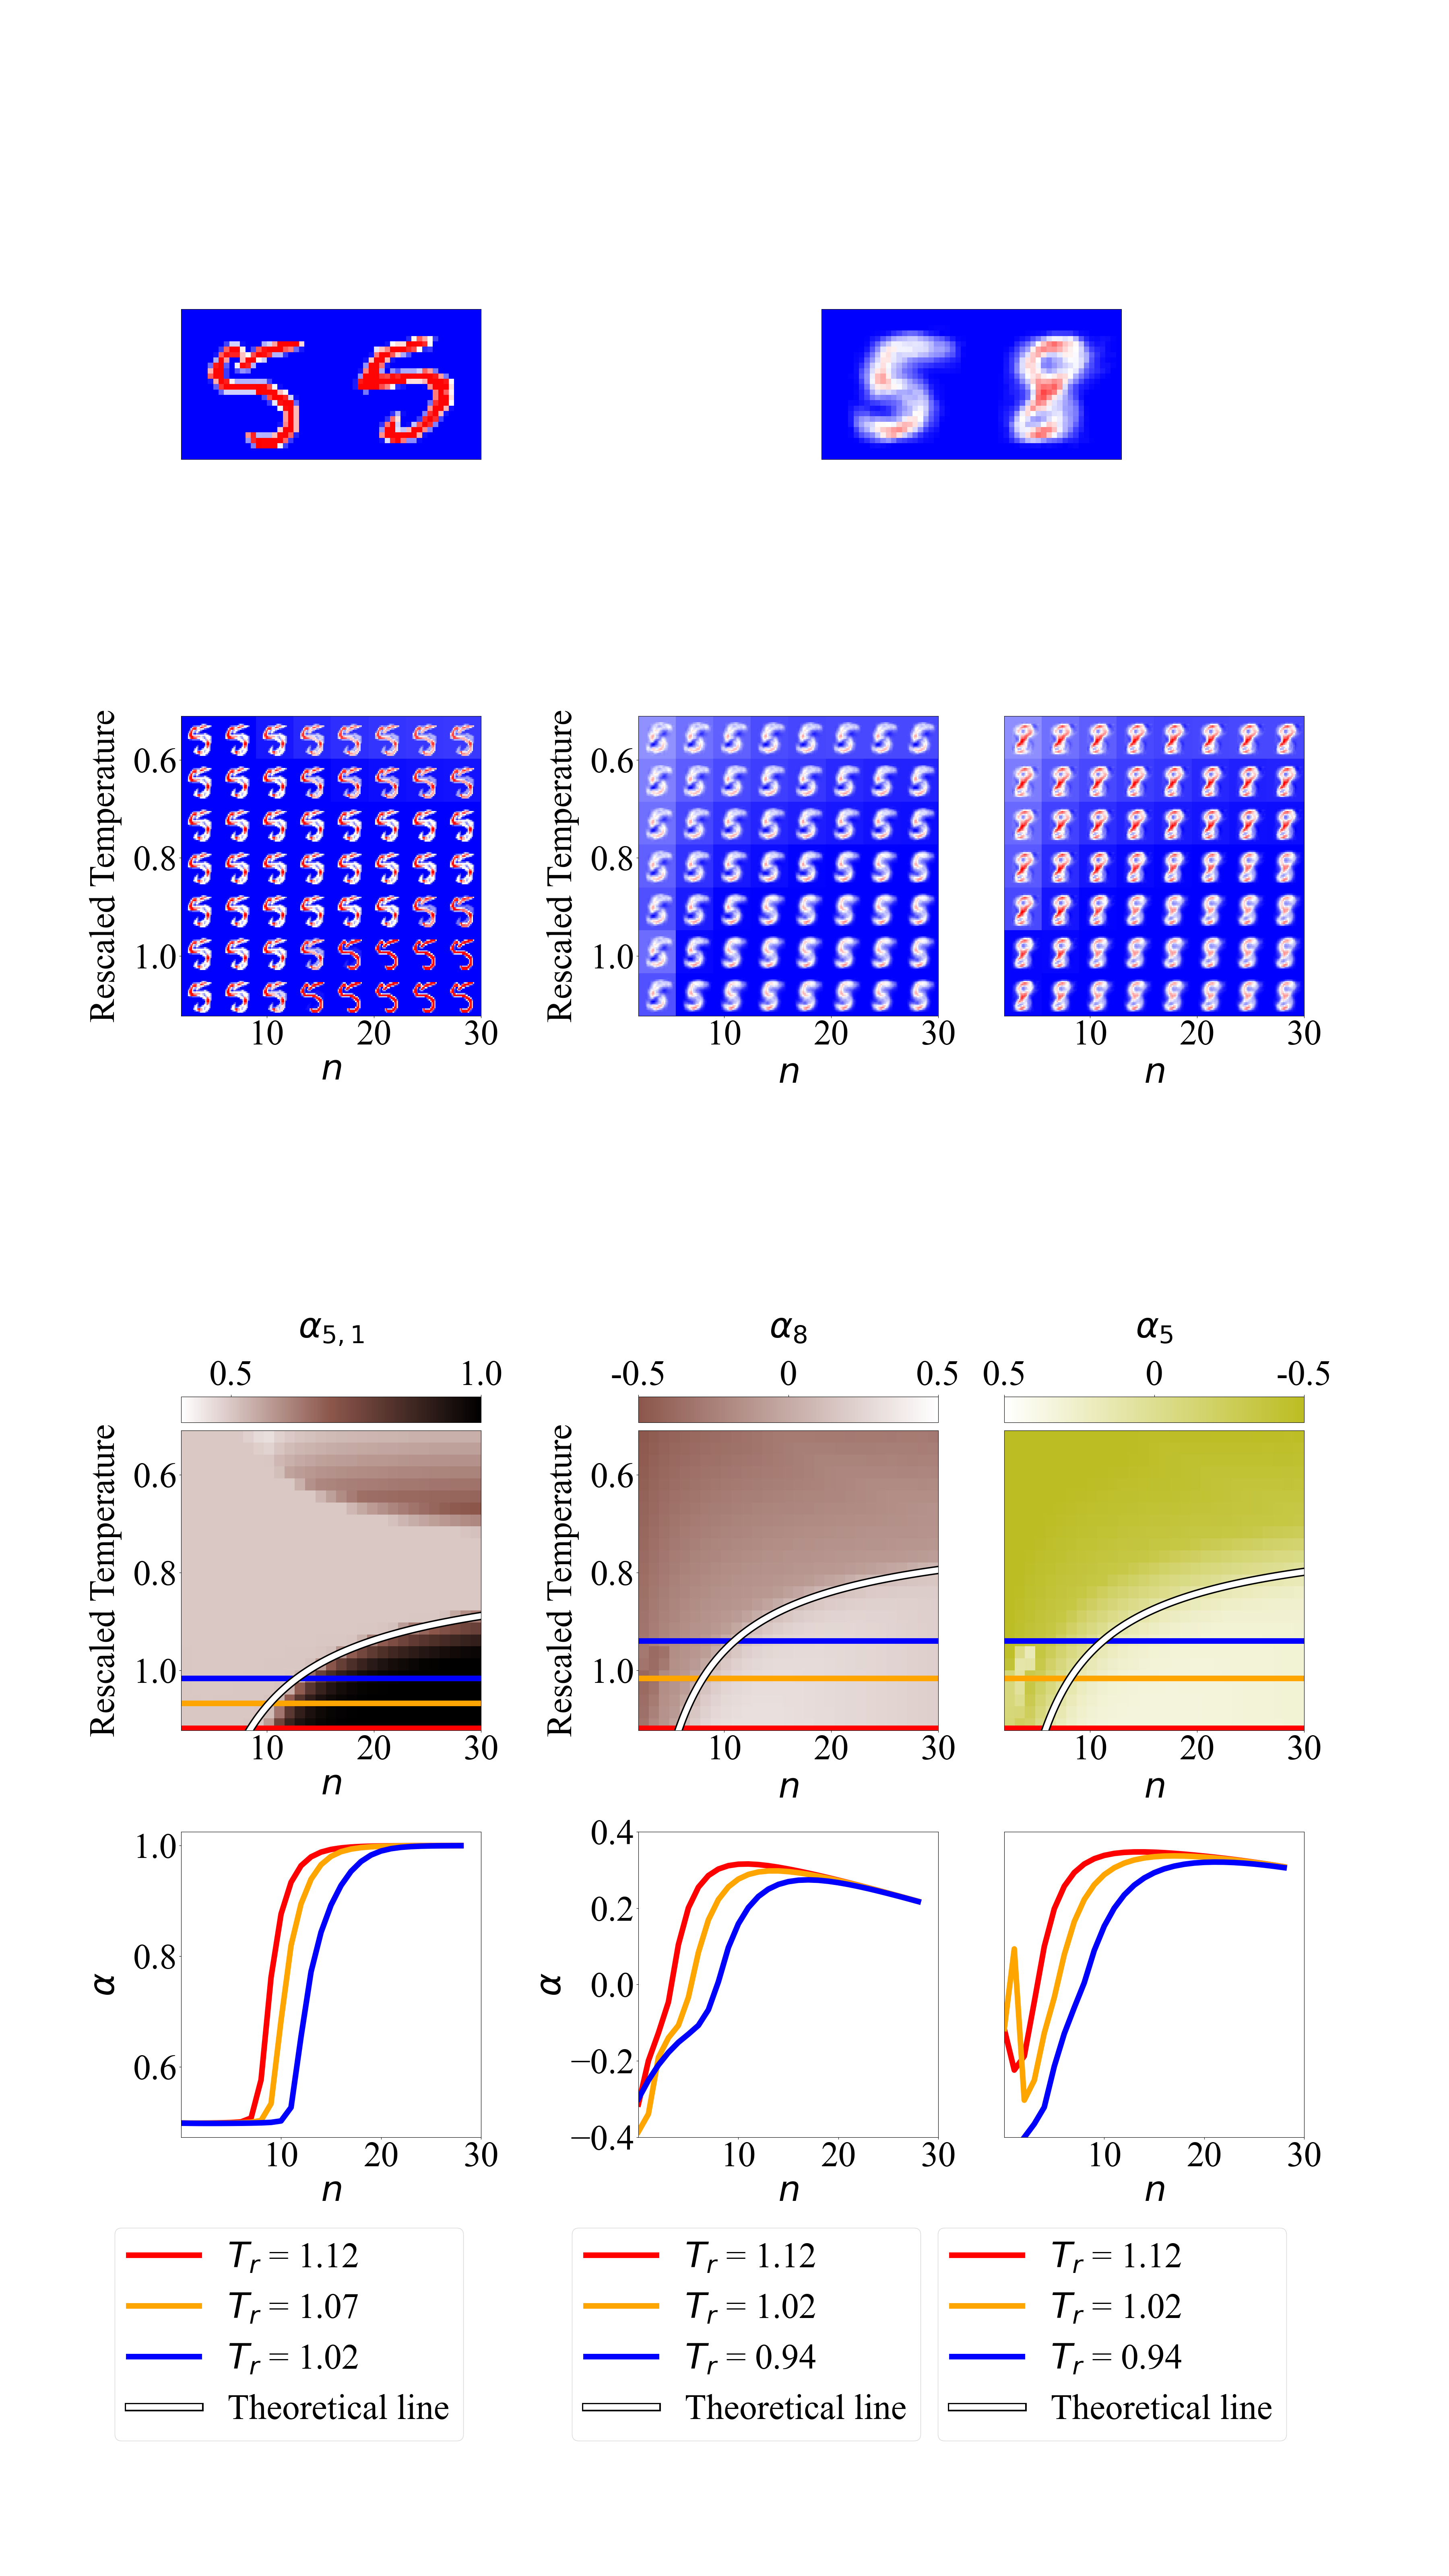 Rescaled Temperature
0.6
0.8
1.0
10 20 30
n
Rescaled Temperature
0.6
0.8
1.0
10 20 30
n
10 20 30
n
α5, 1
0.5 1.0
α8
-0.5 0 0.5
α5
0.5 0 -0.5
Rescaled Temperature
0.6
0.8
1.0
10 20 30
n
Rescaled Temperature
0.6
0.8
1.0
10 20 30
n
10 20 30
n
α
1.0
0.8
0.6
10 20 30
n
α
0.4
0.2
0.0
−0.2
−0.4
10 20 30
n
10 20 30
n
Tr = 1.12
Tr = 1.07
Tr = 1.02
Theoretical line
Tr = 1.12
Tr = 1.02
Tr = 0.94
Theoretical line
Tr = 1.12
Tr = 1.02
Tr = 0.94
Theoretical line